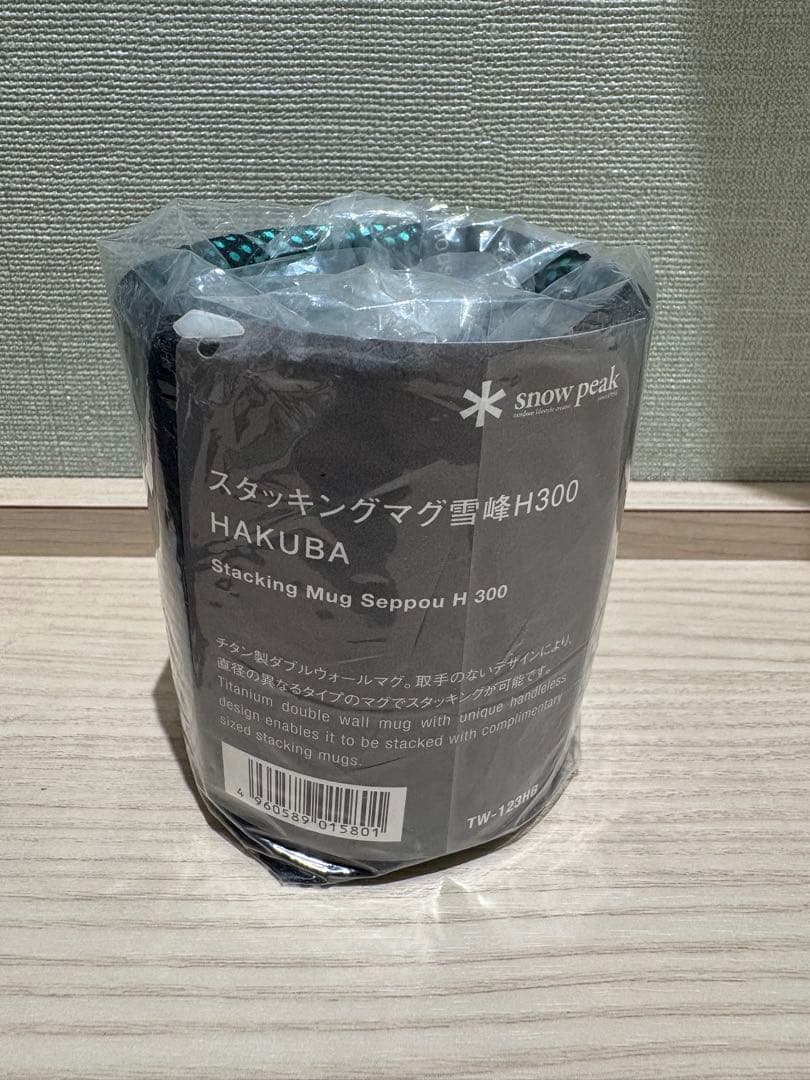 snow peak
スタッキングマグ雪峰H300
HAKUBA
Stacking Mug Seppou H 300
チタン製ダブルウォールマグ。取手のないデザインにより、
直径の異なるタイプのマグでスタッキングが可能です。
Titanium double wall mug with unique handleless
design enables it to be stacked with complimentary
sized stacking mugs.
4 960589 015801
TW-123HB